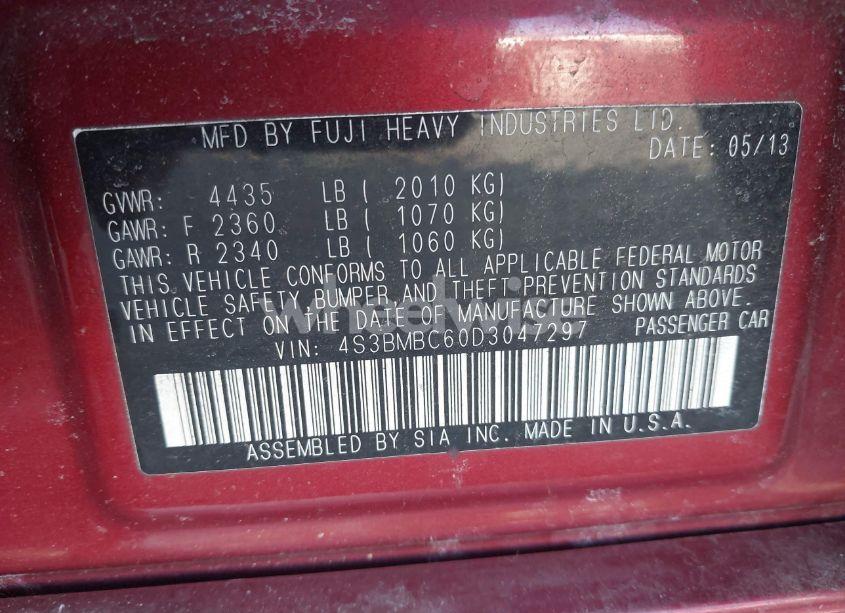 MFD BY FUJI HEAVY INDUSTRIES LTD.
DATE: 05/13
GVWR: 4435 LB ( 2010 KG)
GAWR: F 2360 LB ( 1070 KG)
GAWR: R 2340 LB ( 1060 KG)
THIS VEHICLE CONFORMS TO ALL APPLICABLE FEDERAL MOTOR
VEHICLE SAFETY,BUMPER AND THEFT PREVENTION STANDARDS
IN EFFECT ON THE DATE OF MANUFACTURE SHOWN ABOVE.
VIN: 4S3BMBC60D3047297 PASSENGER CAR
ASSEMBLED BY SIA INC. MADE IN U.S.A.
wheelwise